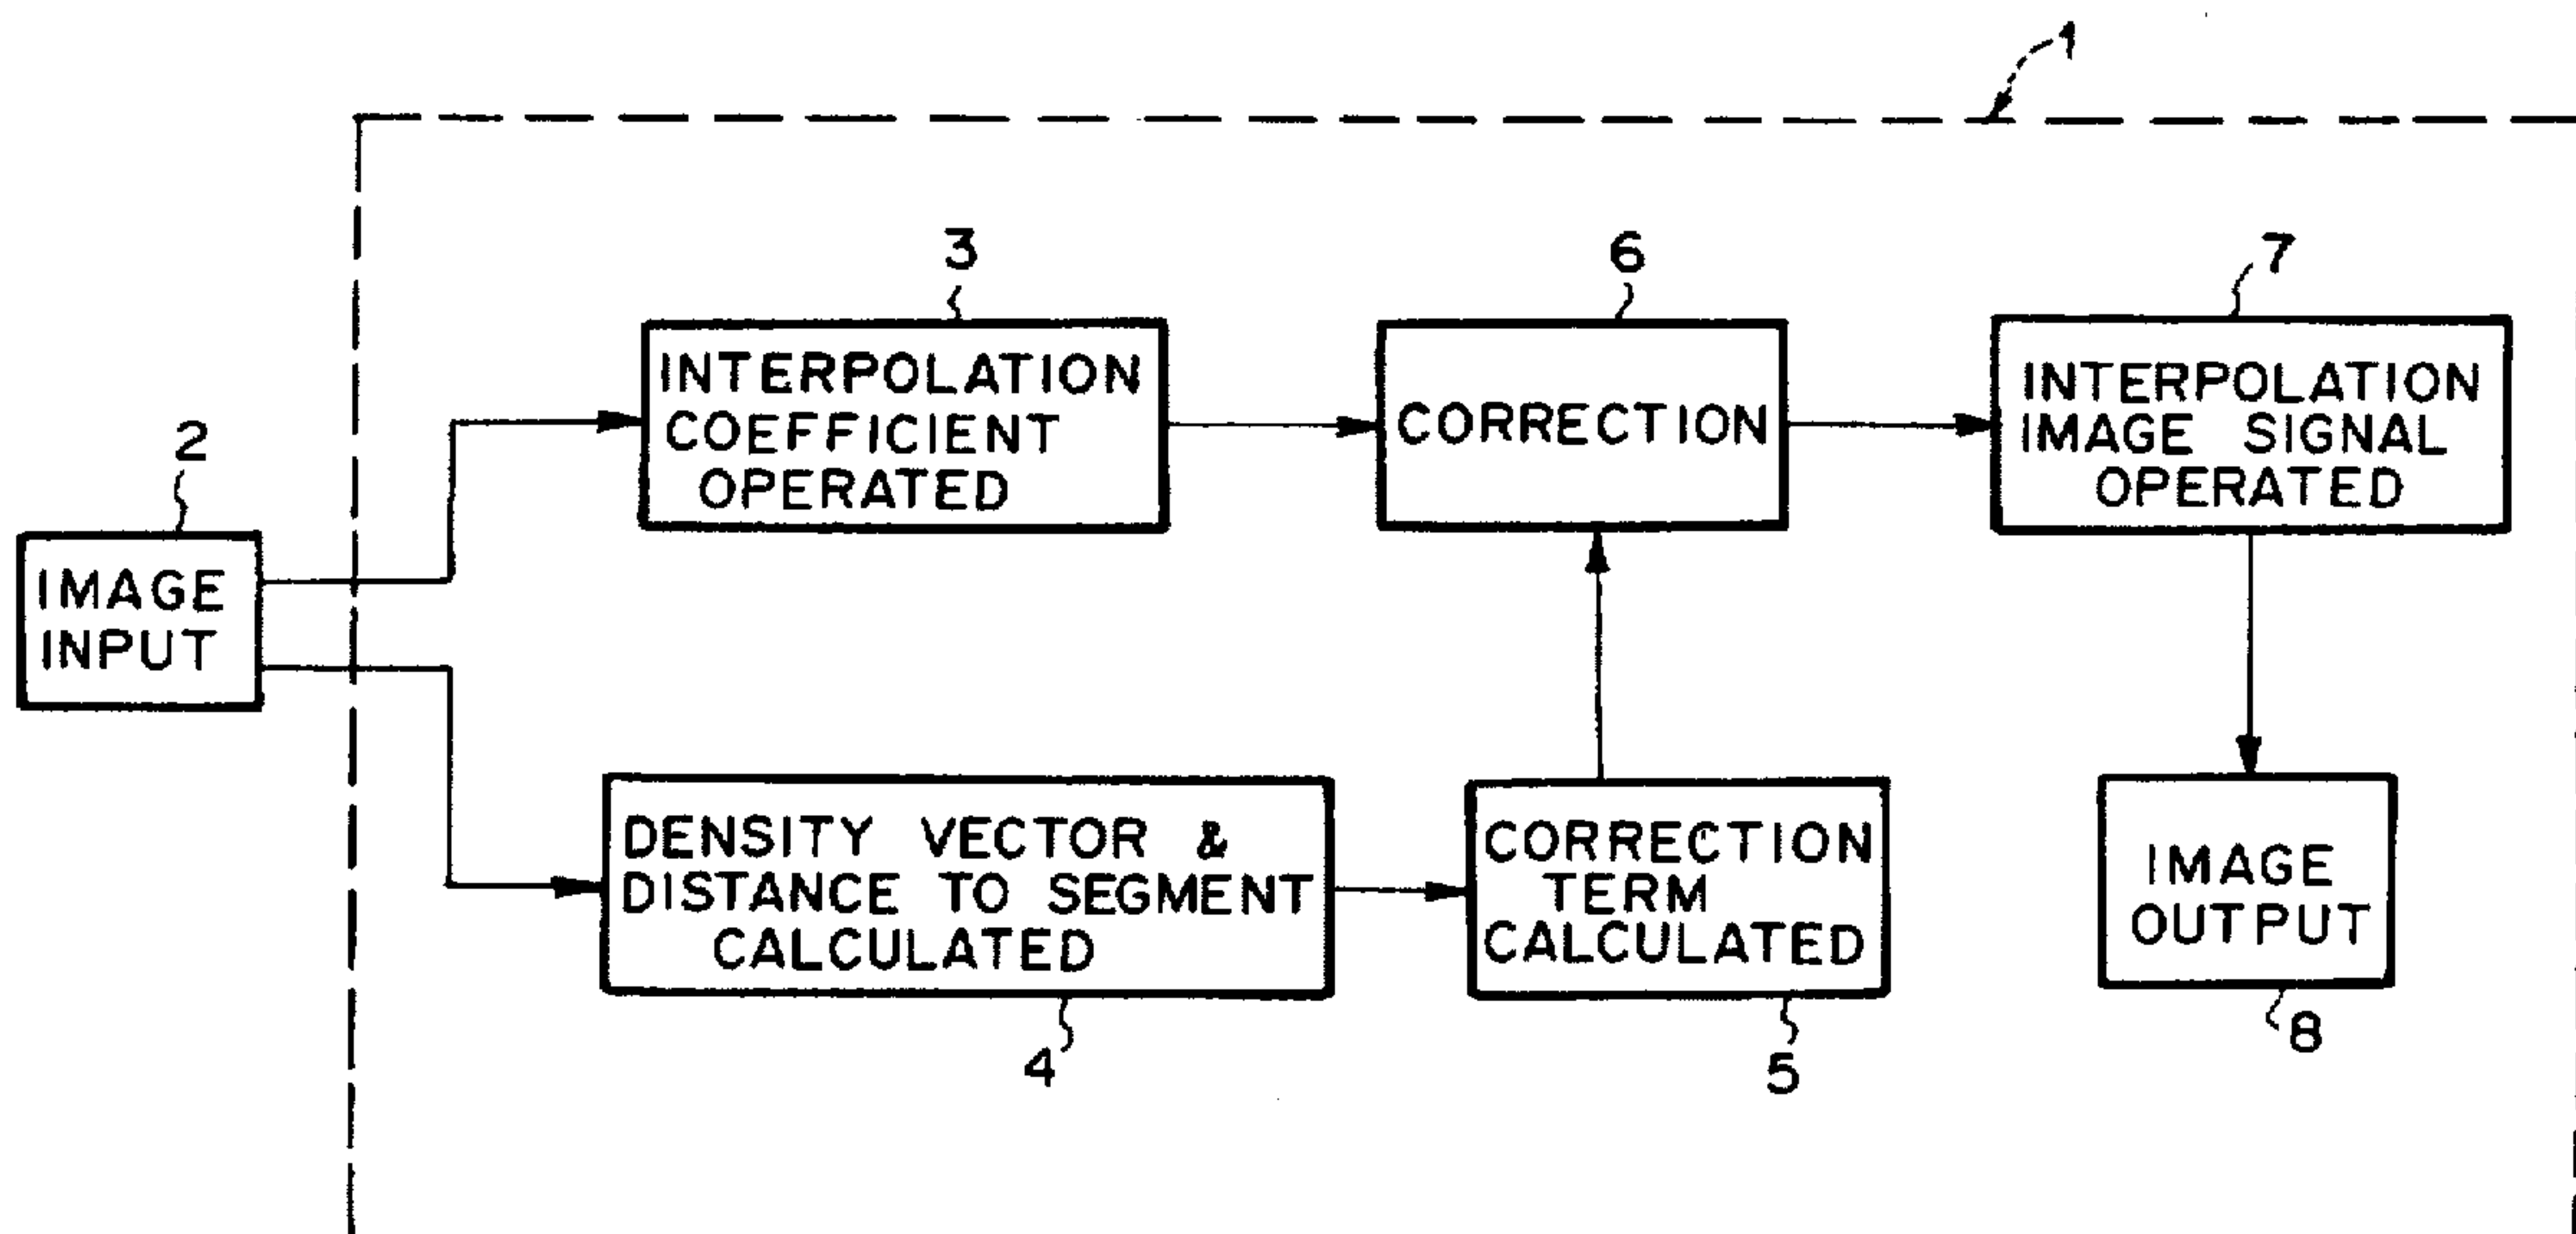 1
3
6
7
INTERPOLATION
COEFFICIENT
OPERATED
CORRECTION
INTERPOLATION
IMAGE SIGNAL
OPERATED
2
IMAGE
INPUT
DENSITY VECTOR &
DISTANCE TO SEGMENT
CALCULATED
4
CORRECTION
TERM
CALCULATED
5
IMAGE
OUTPUT
8